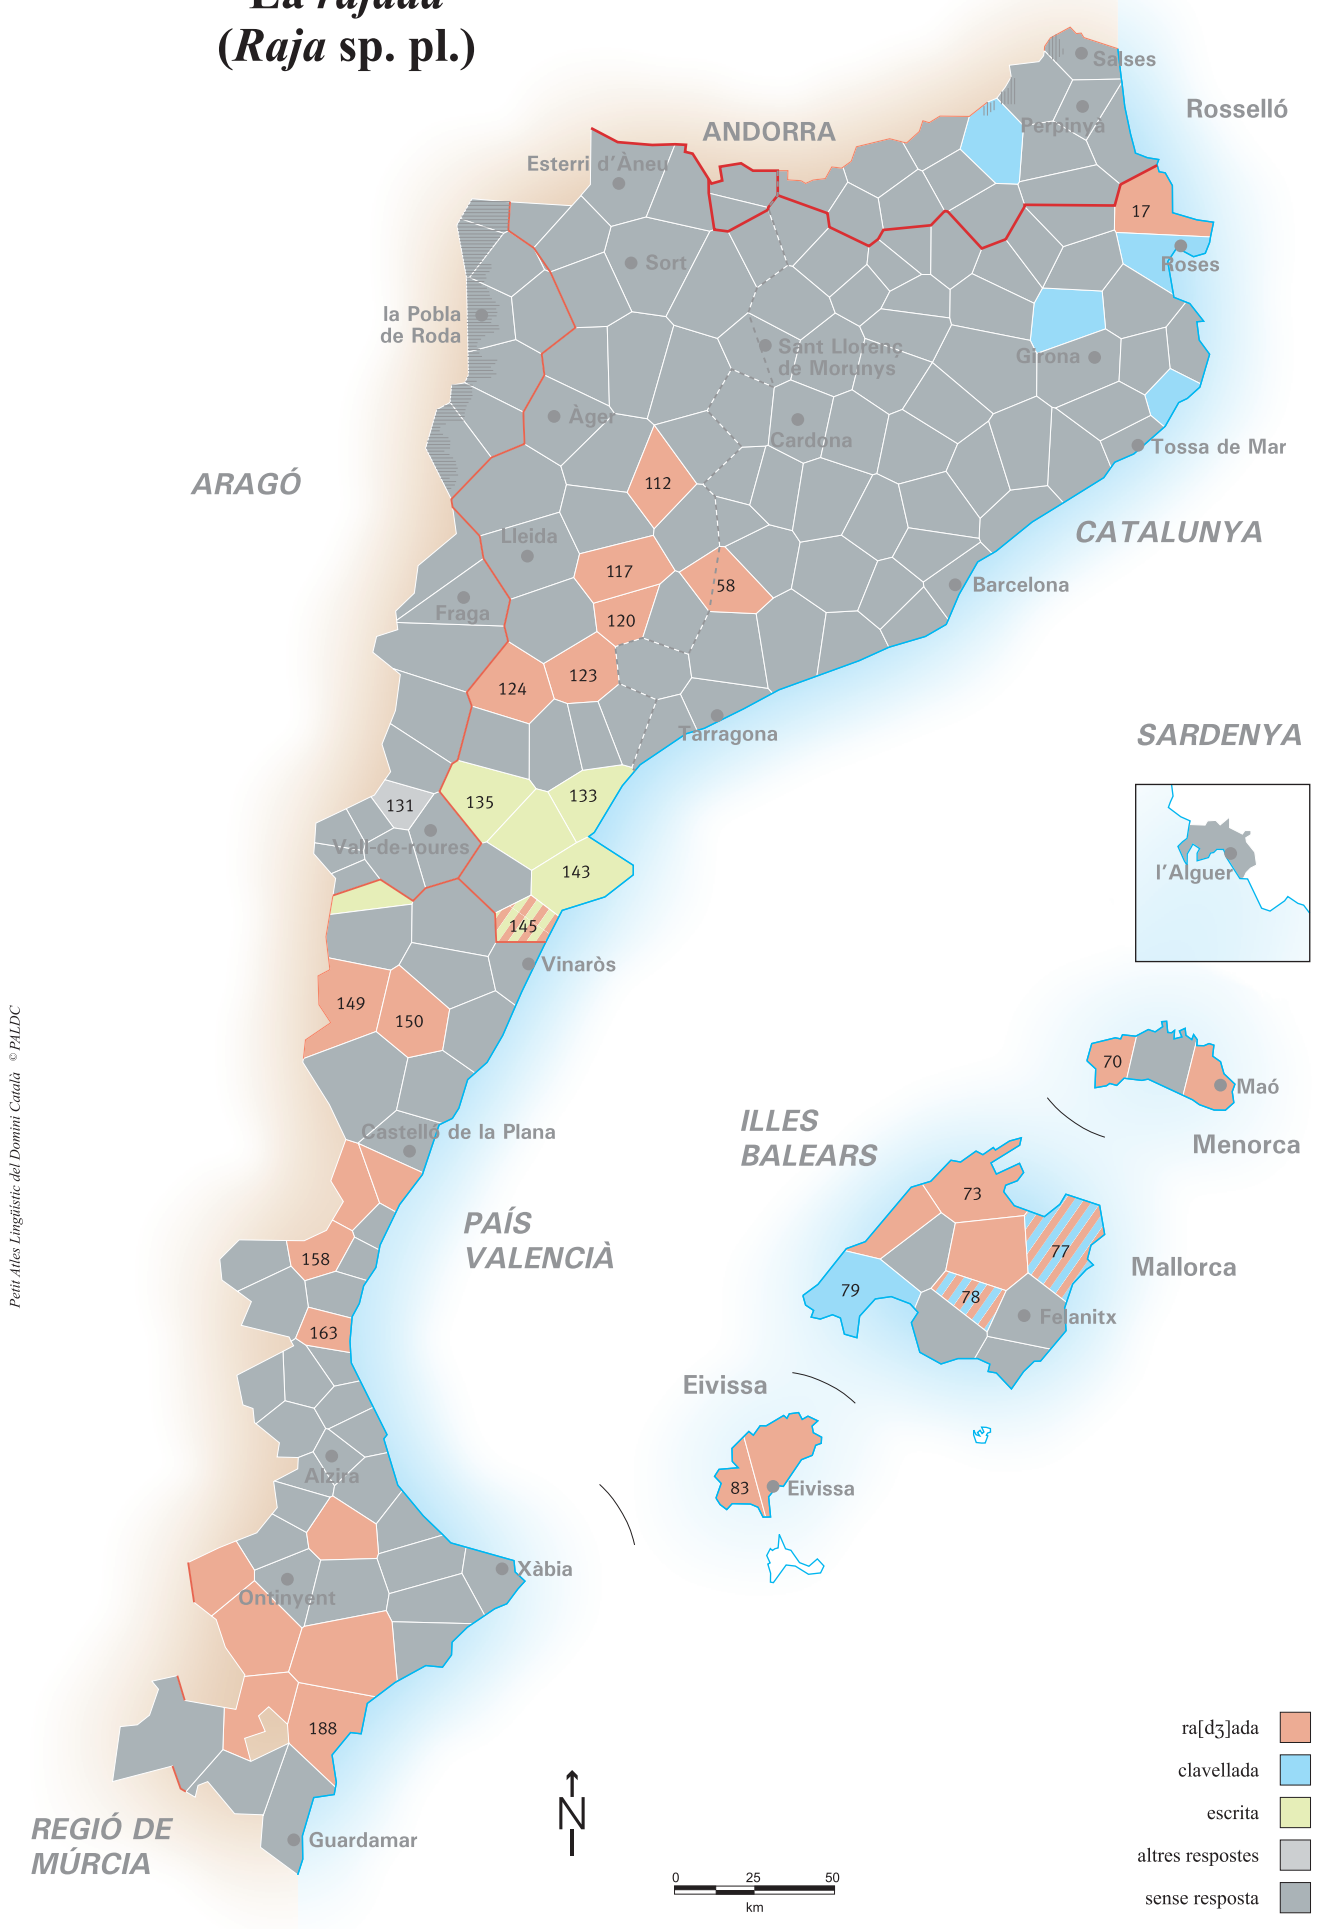 La rajada
(Raja sp. pl.)
Salses
Rosselló
Perpinyà
ANDORRA
Esterri d'Àneu
17
Roses
Sort
la Pobla
de Roda
Sant Llorenç
de Morunys
Girona
Àger
Cardona
Tossa de Mar
ARAGÓ
112
CATALUNYA
Lleida
117
58
Barcelona
Fraga
120
124
123
Tarragona
SARDENYA
131
135
133
Vall-de-roures
l'Alguer
143
145
Vinaròs
149
150
70
Maó
Menorca
ILLES
BALEARS
Castelló de la Plana
73
PAÍS
VALENCIÀ
77
Mallorca
158
79
78
Felanitx
163
Eivissa
Alzira
83
Eivissa
Xàbia
Ontinyent
188
REGIÓ DE
MÚRCIA
Guardamar
N
0 25 50
km
ra[dʒ]ada
clavellada
escrita
altres respostes
sense resposta
Petit Atles Lingüístic del Domini Català © PALDC